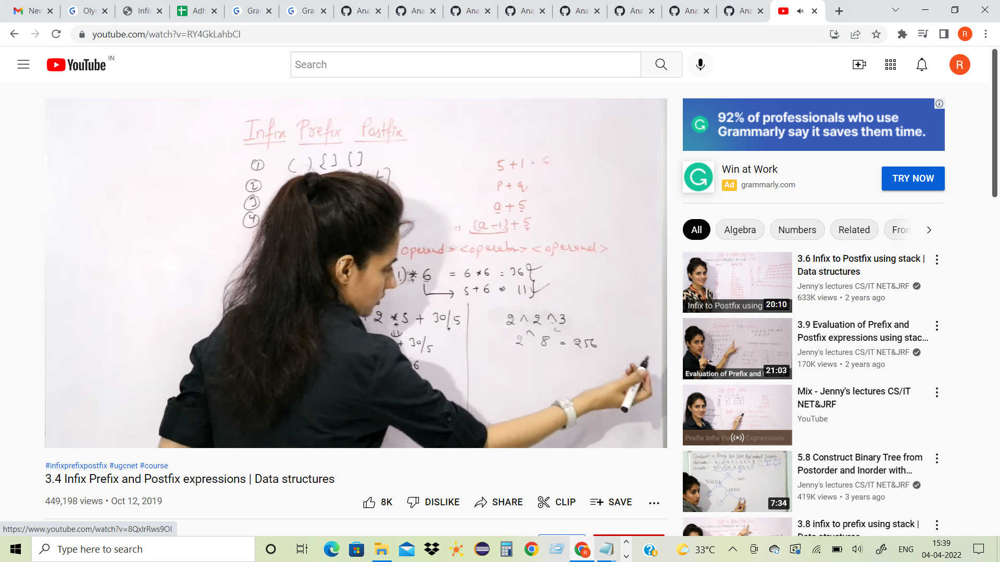 New
Oly
Infix
Adh
Gra
Gra
Ana
Ana
Ana
Ana
Ana
Ana
Ana
Ana
youtube.com/watch?v=RY4GkLahbCI
R
YouTube IN
Search
R
Infix Prefix Postfix
① ( ) { } [ ]
②
③
④
5 + 1 = 6
p + q
a + 5
⇒ (a - 1) + 5
operand > <operator> < operand >
1) * 6 = 6 * 6 = 36
5 + 6 ⇒ 11
+ 2 * 5 + 30/5
+ 30/5
6
2 ^ 2 ^ 3
2 ^ 8 = 256
#infixprefixpostfix #ugcnet #course
3.4 Infix Prefix and Postfix expressions | Data structures
449,198 views • Oct 12, 2019
8K
DISLIKE
SHARE
CLIP
SAVE
92% of professionals who use
Grammarly say it saves them time.
Win at Work
Ad grammarly.com
TRY NOW
All
Algebra
Numbers
Related
From
Infix to Postfix using
20:10
3.6 Infix to Postfix using stack |
Data structures
Jenny's lectures CS/IT NET&JRF
633K views • 2 years ago
Evaluation of Prefix and
21:03
3.9 Evaluation of Prefix and
Postfix expressions using stac...
Jenny's lectures CS/IT NET&JRF
170K views • 2 years ago
Prefix Infix Po Expressions
Mix - Jenny's lectures CS/IT
NET&JRF
YouTube
7:34
5.8 Construct Binary Tree from
Postorder and Inorder with...
Jenny's lectures CS/IT NET&JRF
419K views • 3 years ago
3.8 infix to prefix using stack |
Data structures
https://www.youtube.com/watch?v=8QxlrRws9OI
Type here to search
33°C
ENG
15:39
04-04-2022